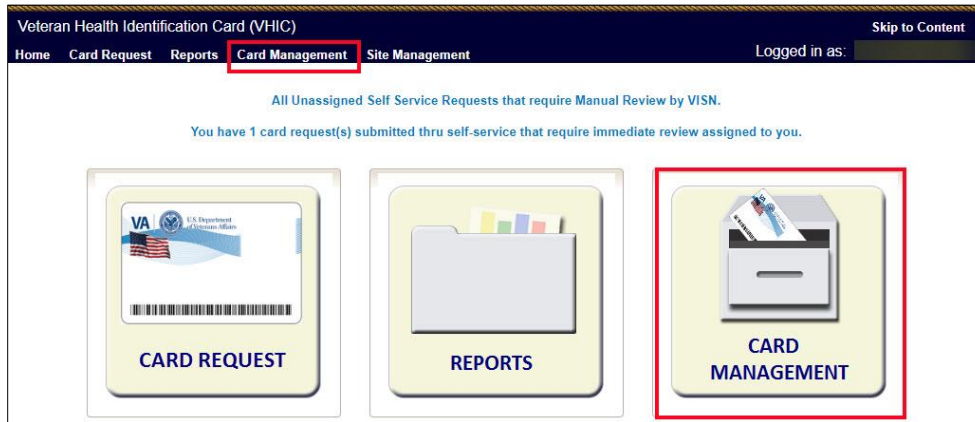 Veteran Health Identification Card (VHIC)
Skip to Content
Home Card Request Reports Card Management Site Management
Logged in as:
All Unassigned Self Service Requests that require Manual Review by VISN.
You have 1 card request(s) submitted thru self-service that require immediate review assigned to you.
VA U.S. Department
of Veterans Affairs
CARD REQUEST
REPORTS
CARD
MANAGEMENT